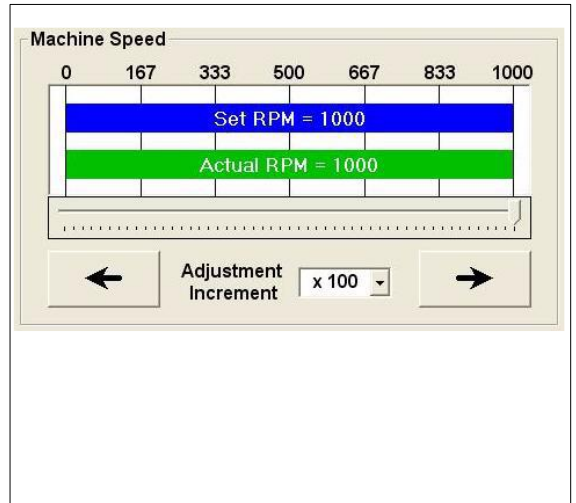 Machine Speed
0 167 333 500 667 833 1000
Set RPM = 1000
Actual RPM = 1000
Adjustment
Increment
x 100